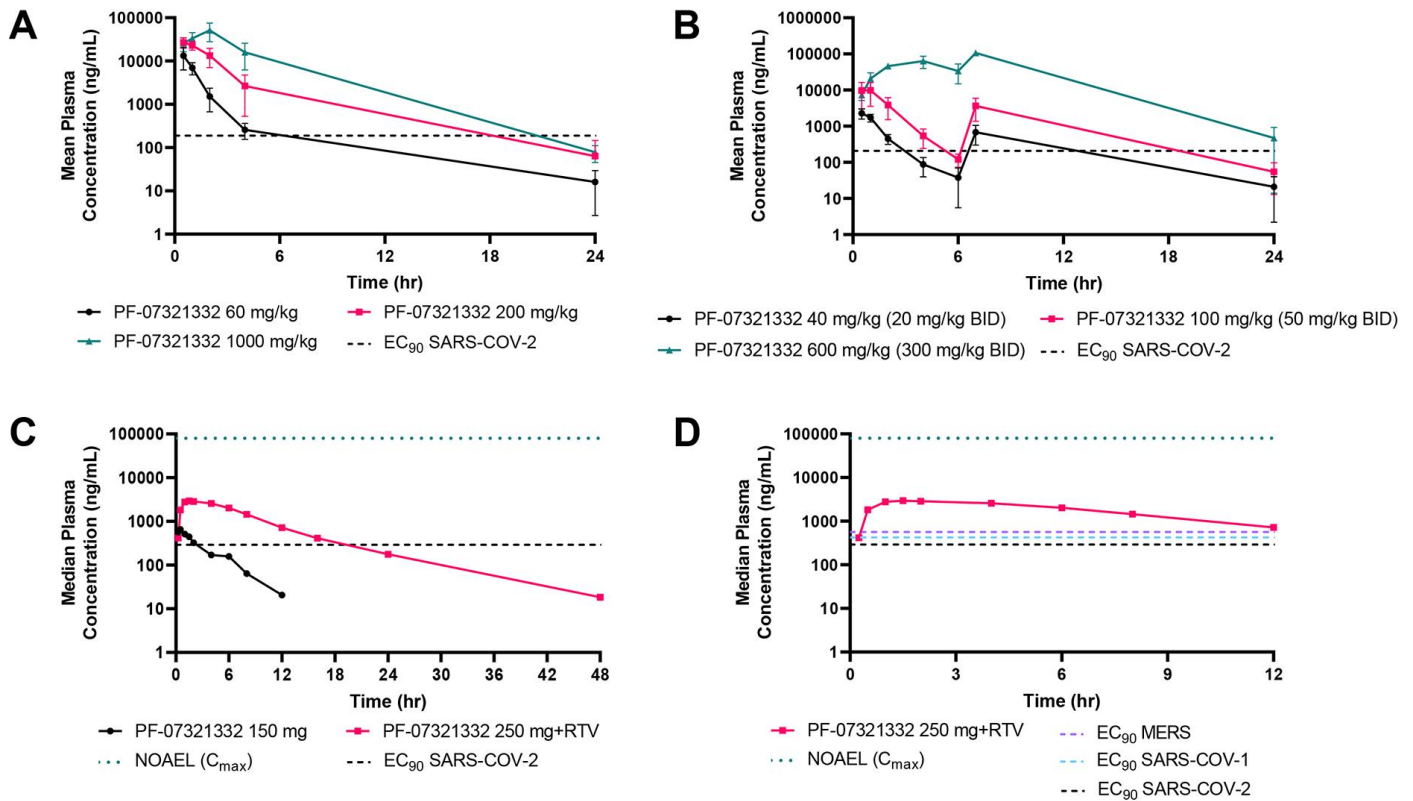 A
Mean Plasma
Concentration (ng/mL)
100000
10000
1000
100
10
1
0 6 12 18 24
Time (hr)
PF-07321332 60 mg/kg PF-07321332 200 mg/kg
PF-07321332 1000 mg/kg EC90 SARS-COV-2
B
Mean Plasma
Concentration (ng/mL)
1000000
100000
10000
1000
100
10
1
0 6 12 18 24
Time (hr)
PF-07321332 40 mg/kg (20 mg/kg BID) PF-07321332 100 mg/kg (50 mg/kg BID)
PF-07321332 600 mg/kg (300 mg/kg BID) EC90 SARS-COV-2
C
Median Plasma
Concentration (ng/mL)
100000
10000
1000
100
10
1
0 6 12 18 24 30 36 42 48
Time (hr)
PF-07321332 150 mg PF-07321332 250 mg+RTV
NOAEL (Cmax) EC90 SARS-COV-2
D
Median Plasma
Concentration (ng/mL)
100000
10000
1000
100
10
1
0 3 6 9 12
Time (hr)
PF-07321332 250 mg+RTV EC90 MERS
NOAEL (Cmax) EC90 SARS-COV-1
EC90 SARS-COV-2